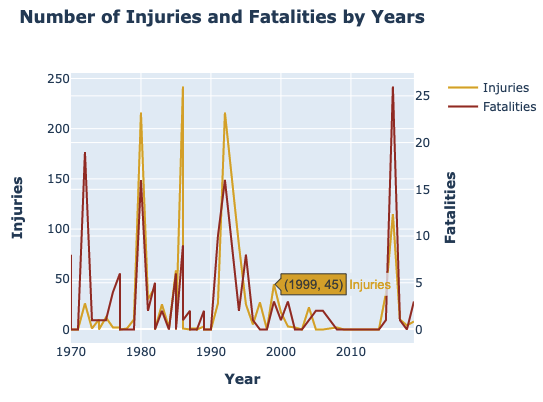 Number of Injuries and Fatalities by Years
Injuries
Fatalities
250
200
150
100
50
0
Injuries
25
20
15
10
5
0
Fatalities
(1999, 45) Injuries
1970 1980 1990 2000 2010
Year